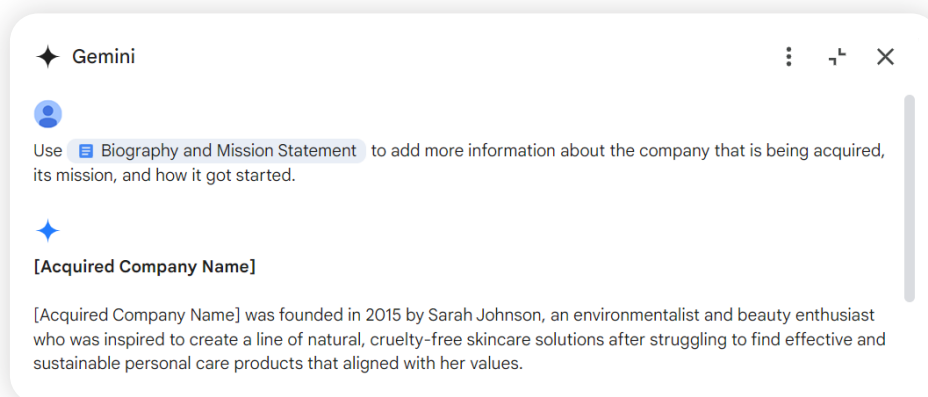 Gemini
Use Biography and Mission Statement to add more information about the company that is being acquired,
its mission, and how it got started.
[Acquired Company Name]
[Acquired Company Name] was founded in 2015 by Sarah Johnson, an environmentalist and beauty enthusiast
who was inspired to create a line of natural, cruelty-free skincare solutions after struggling to find effective and
sustainable personal care products that aligned with her values.